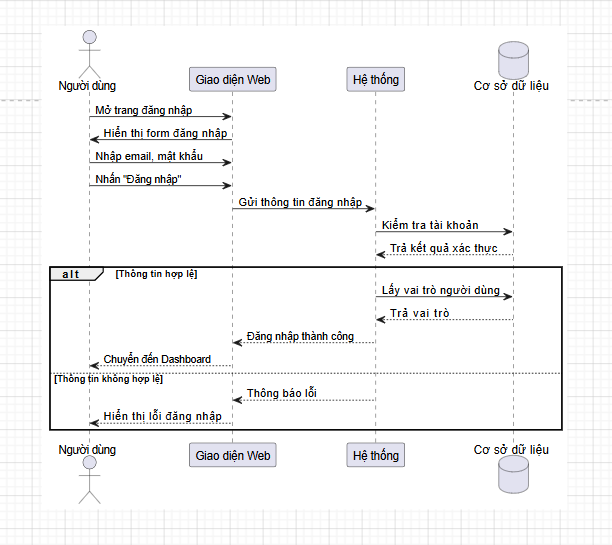 Người dùng
Giao diện Web
Hệ thống
Cơ sở dữ liệu
Mở trang đăng nhập
Hiển thị form đăng nhập
Nhập email, mật khẩu
Nhấn "Đăng nhập"
Gửi thông tin đăng nhập
Kiểm tra tài khoản
Trả kết quả xác thực
alt
[Thông tin hợp lệ]
Lấy vai trò người dùng
Trả vai trò
Đăng nhập thành công
Chuyển đến Dashboard
[Thông tin không hợp lệ]
Thông báo lỗi
Hiển thị lỗi đăng nhập
Người dùng
Giao diện Web
Hệ thống
Cơ sở dữ liệu